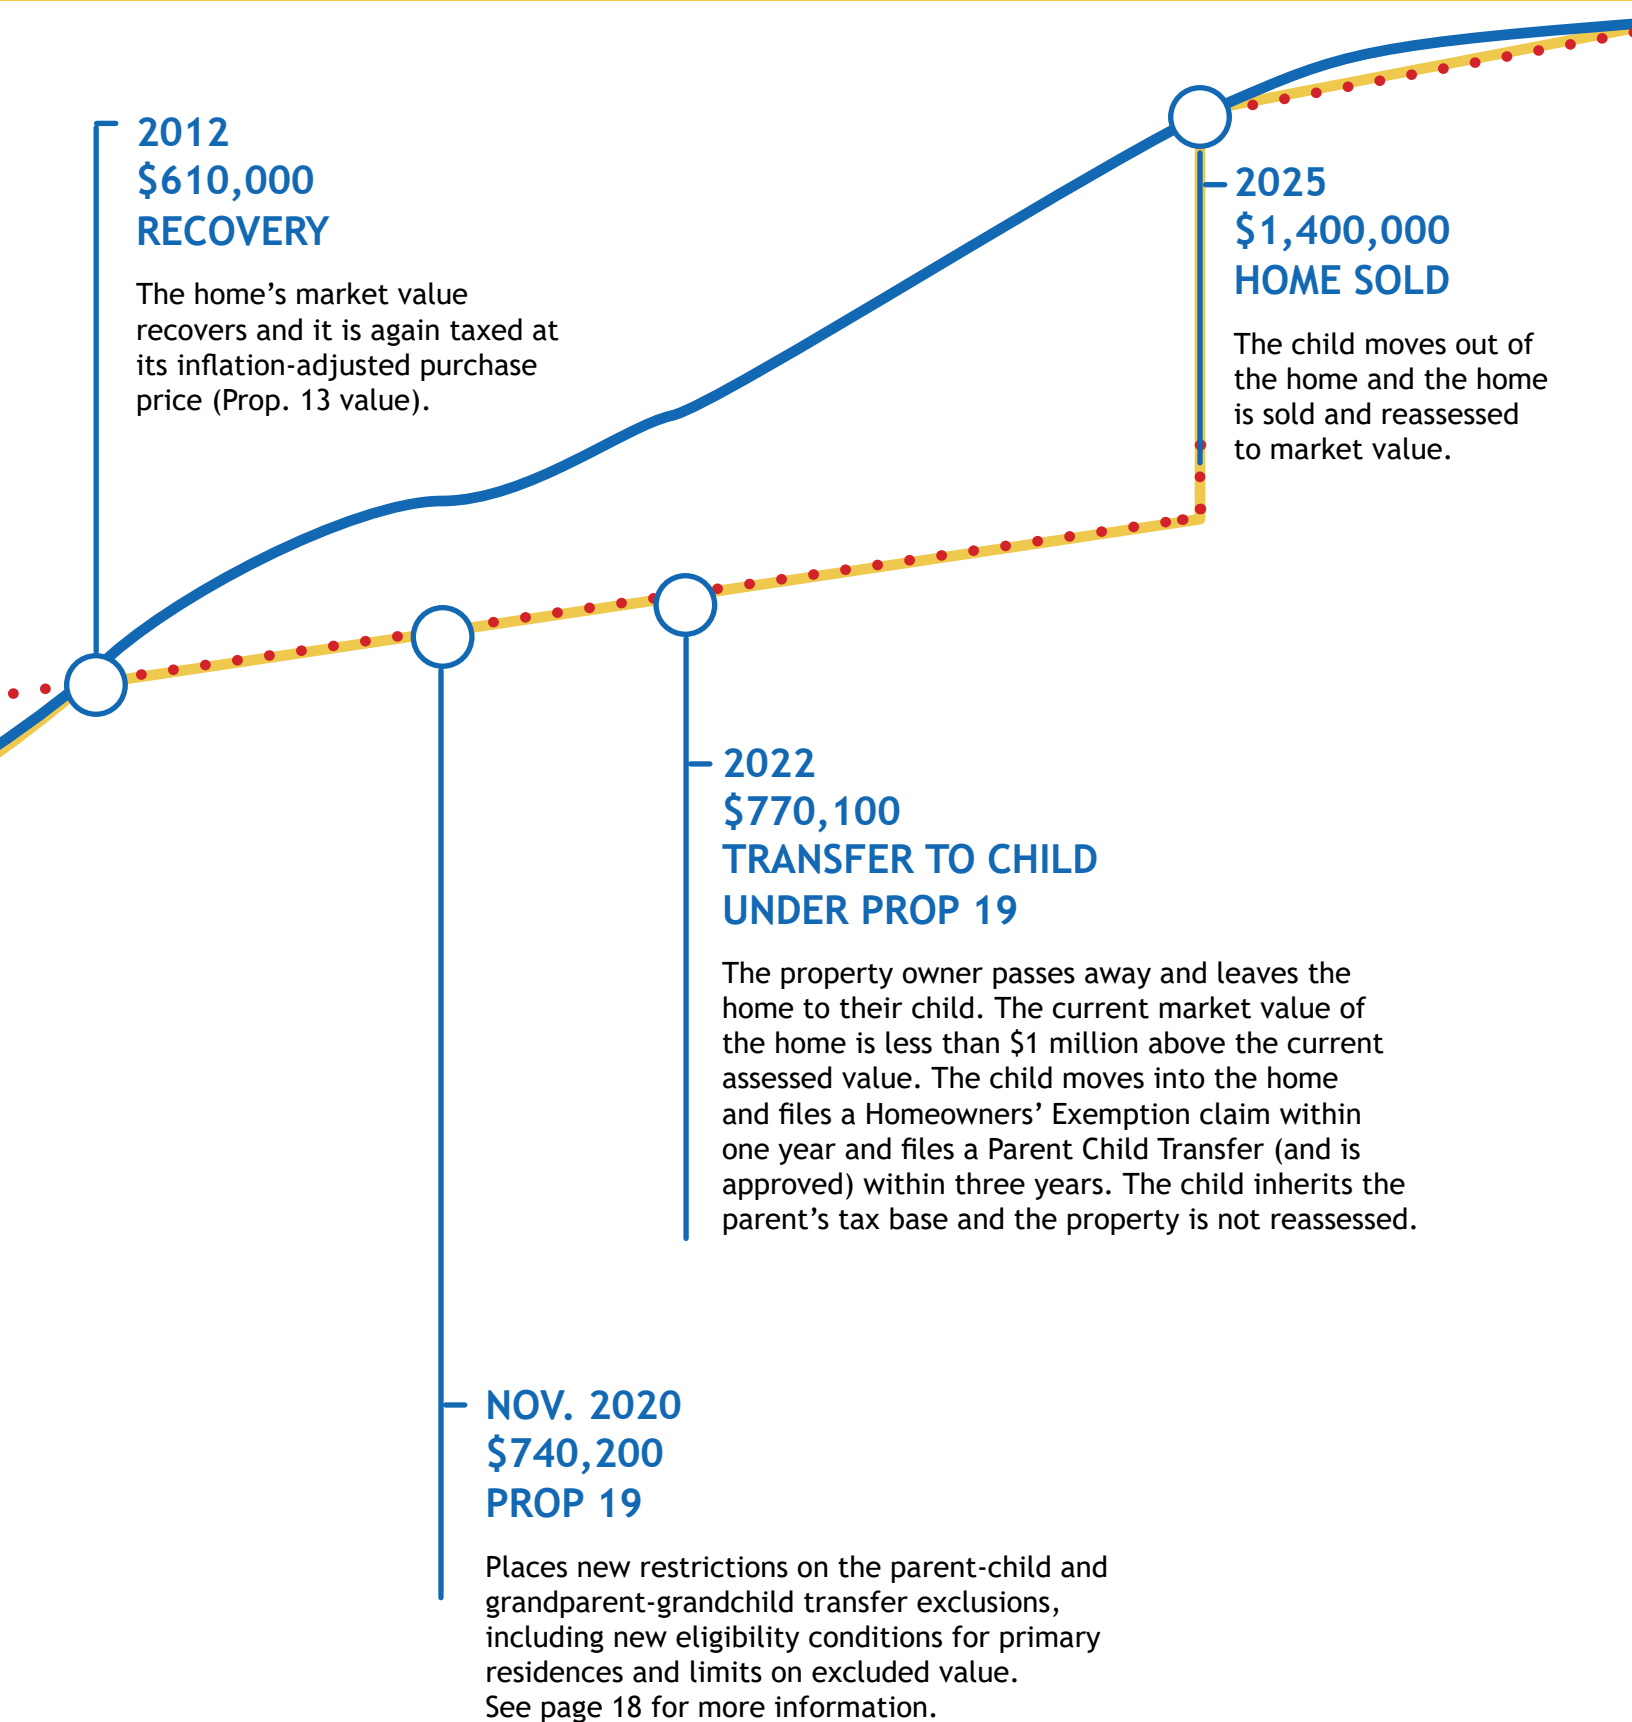 2012
$610,000
RECOVERY
The home’s market value
recovers and it is again taxed at
its inflation-adjusted purchase
price (Prop. 13 value).
2025
$1,400,000
HOME SOLD
The child moves out of
the home and the home
is sold and reassessed
to market value.
2022
$770,100
TRANSFER TO CHILD
UNDER PROP 19
The property owner passes away and leaves the
home to their child. The current market value of
the home is less than $1 million above the current
assessed value. The child moves into the home
and files a Homeowners’ Exemption claim within
one year and files a Parent Child Transfer (and is
approved) within three years. The child inherits the
parent’s tax base and the property is not reassessed.
NOV. 2020
$740,200
PROP 19
Places new restrictions on the parent-child and
grandparent-grandchild transfer exclusions,
including new eligibility conditions for primary
residences and limits on excluded value.
See page 18 for more information.